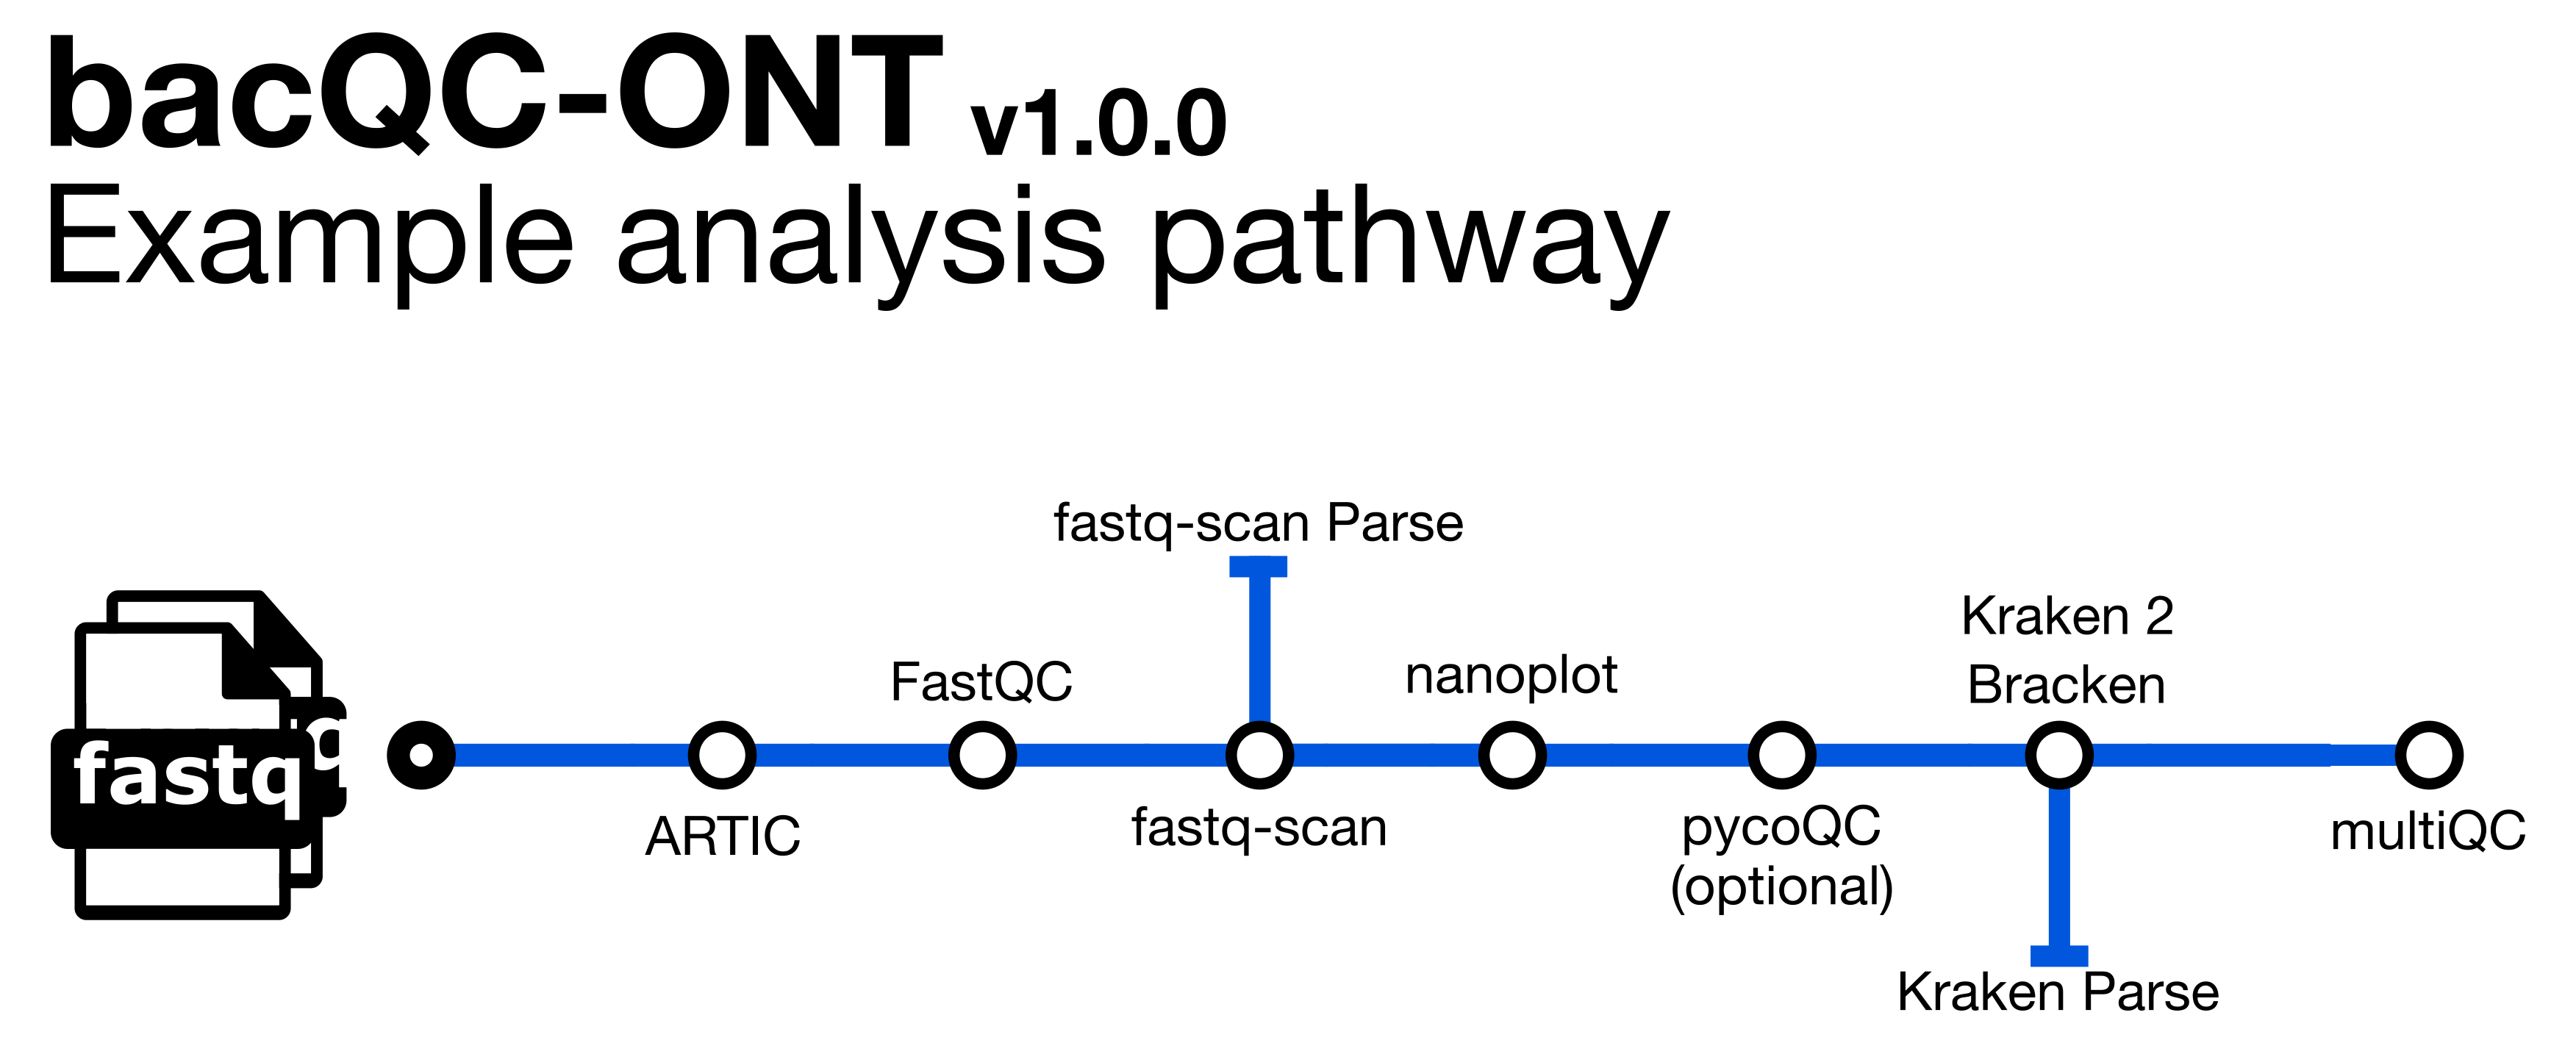 bacQC-ONT v1.0.0
Example analysis pathway
fastq-scan Parse
Kraken 2
Bracken
FastQC
nanoplot
fastq
q
ARTIC
fastq-scan
pycoQC
(optional)
multiQC
Kraken Parse